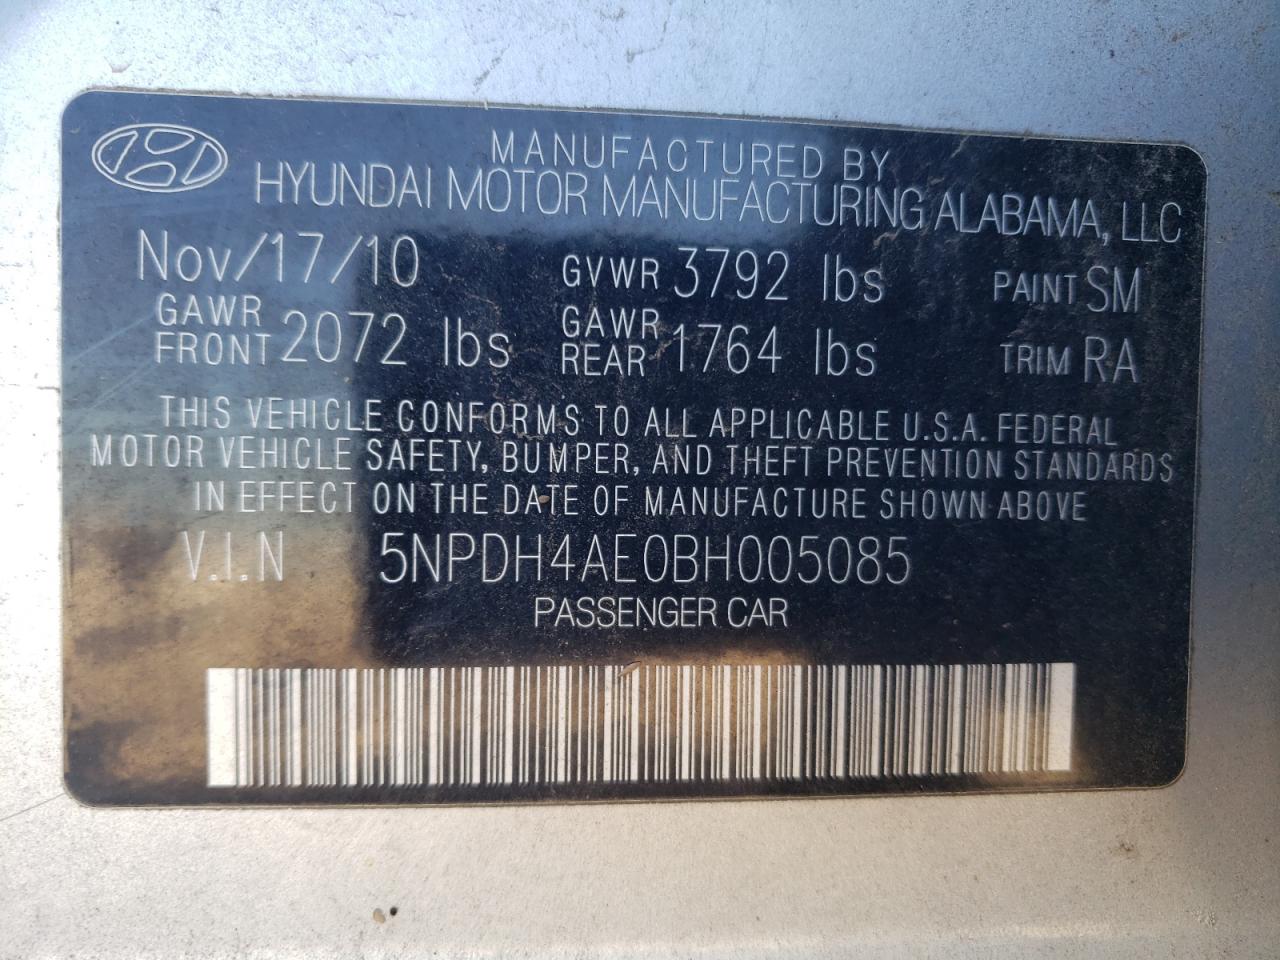 MANUFACTURED BY
HYUNDAI MOTOR MANUFACTURING ALABAMA, LLC
Nov/17/10 GVWR 3792 lbs PAINT SM
GAWR FRONT 2072 lbs GAWR REAR 1764 lbs TRIM RA
THIS VEHICLE CONFORMS TO ALL APPLICABLE U.S.A. FEDERAL
MOTOR VEHICLE SAFETY, BUMPER, AND THEFT PREVENTION STANDARDS
IN EFFECT ON THE DATE OF MANUFACTURE SHOWN ABOVE
V.I.N 5NPDH4AE0BH005085
PASSENGER CAR